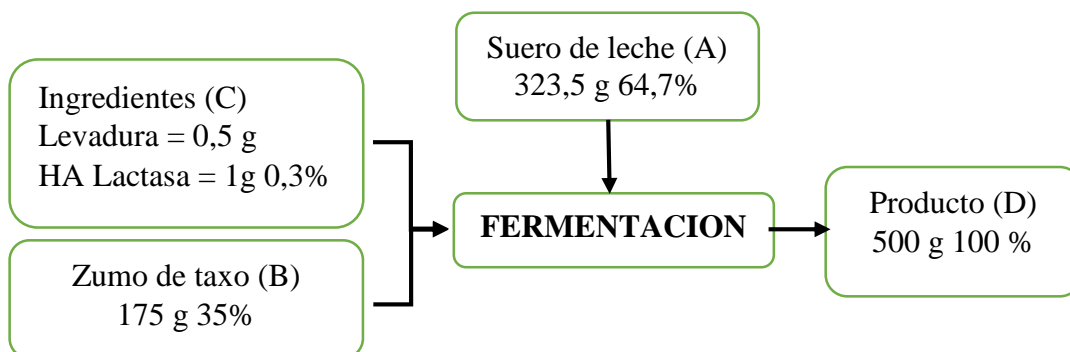 Suero de leche (A)
323,5 g 64,7%
Ingredientes (C)
Levadura = 0,5 g
HA Lactasa = 1g 0,3%
FERMENTACION
Producto (D)
500 g 100 %
Zumo de taxo (B)
175 g 35%